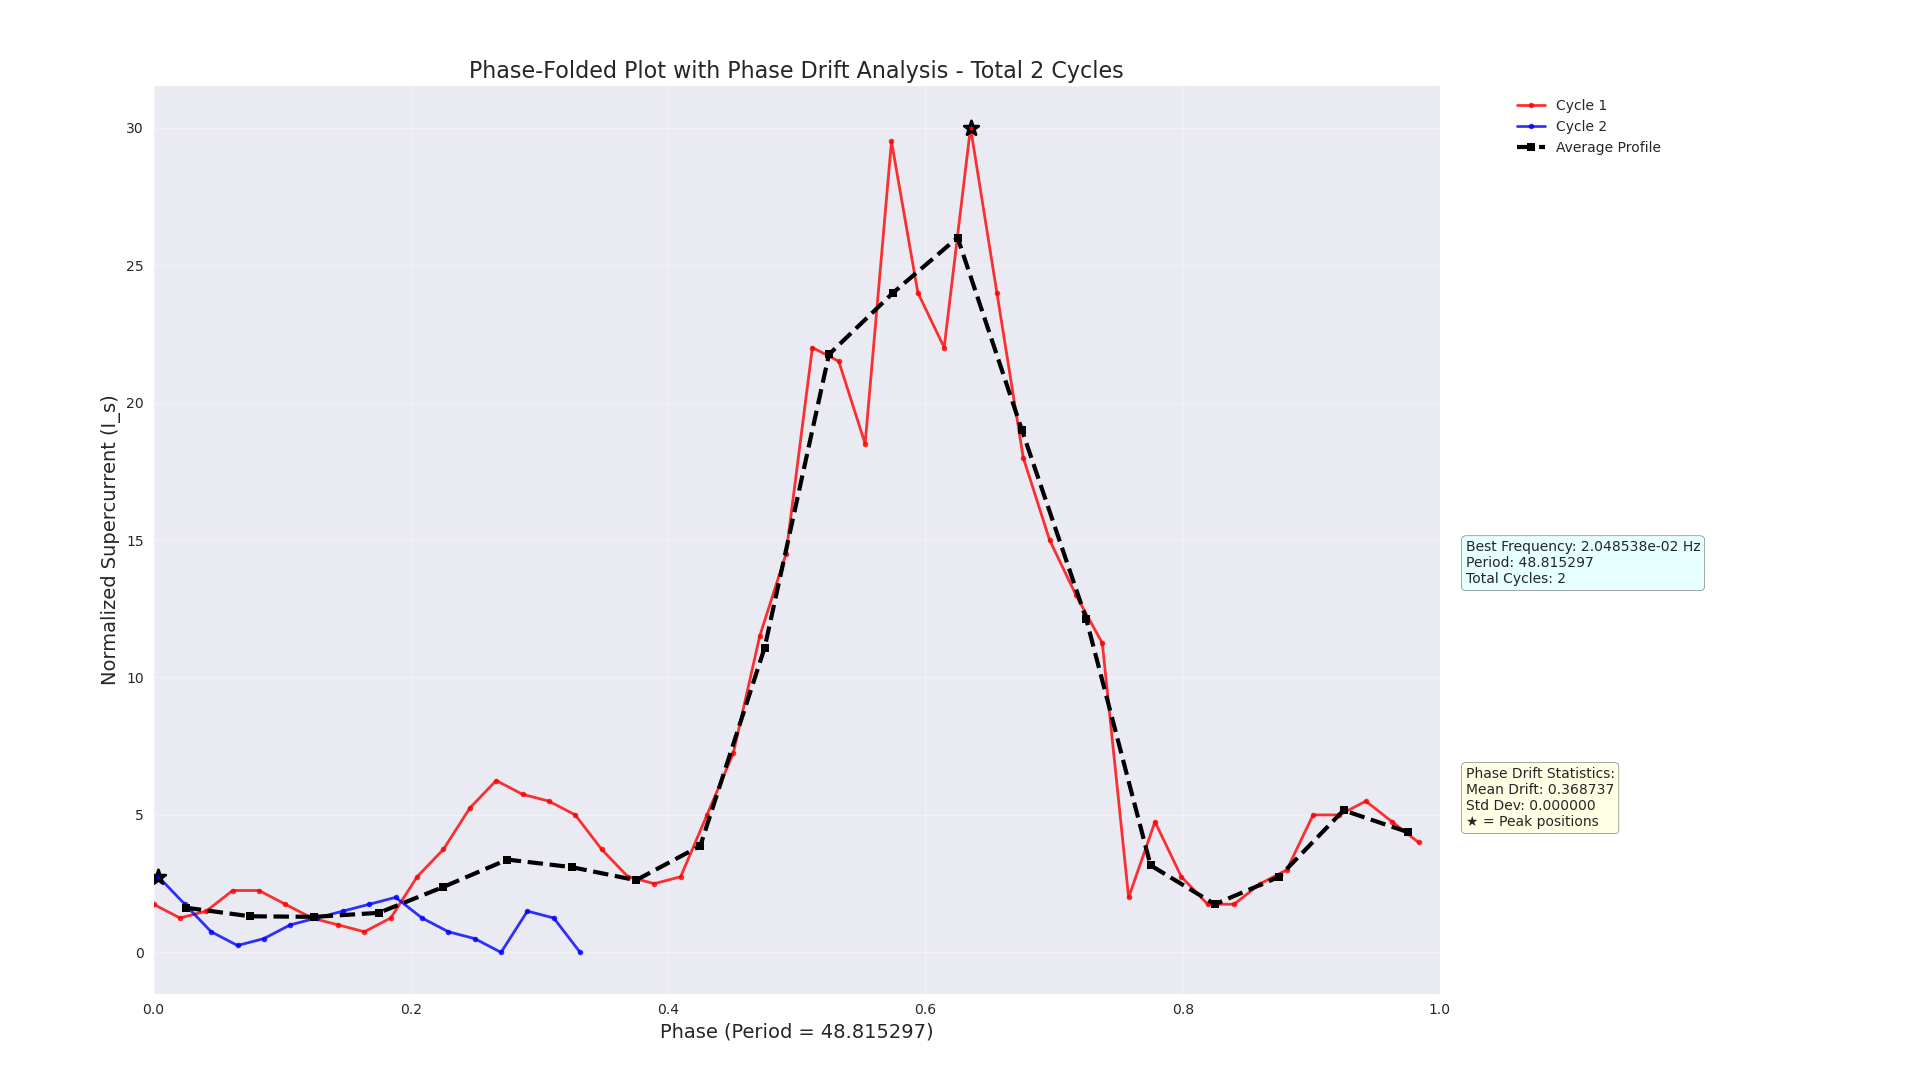 Phase-Folded Plot with Phase Drift Analysis - Total 2 Cycles
Cycle 1
Cycle 2
Average Profile
Normalized Supercurrent (I_s)
30
25
20
15
10
5
0
0.0
0.2
0.4
0.6
0.8
1.0
Phase (Period = 48.815297)
Best Frequency: 2.048538e-02 Hz
Period: 48.815297
Total Cycles: 2
Phase Drift Statistics:
Mean Drift: 0.368737
Std Dev: 0.000000
★ = Peak positions